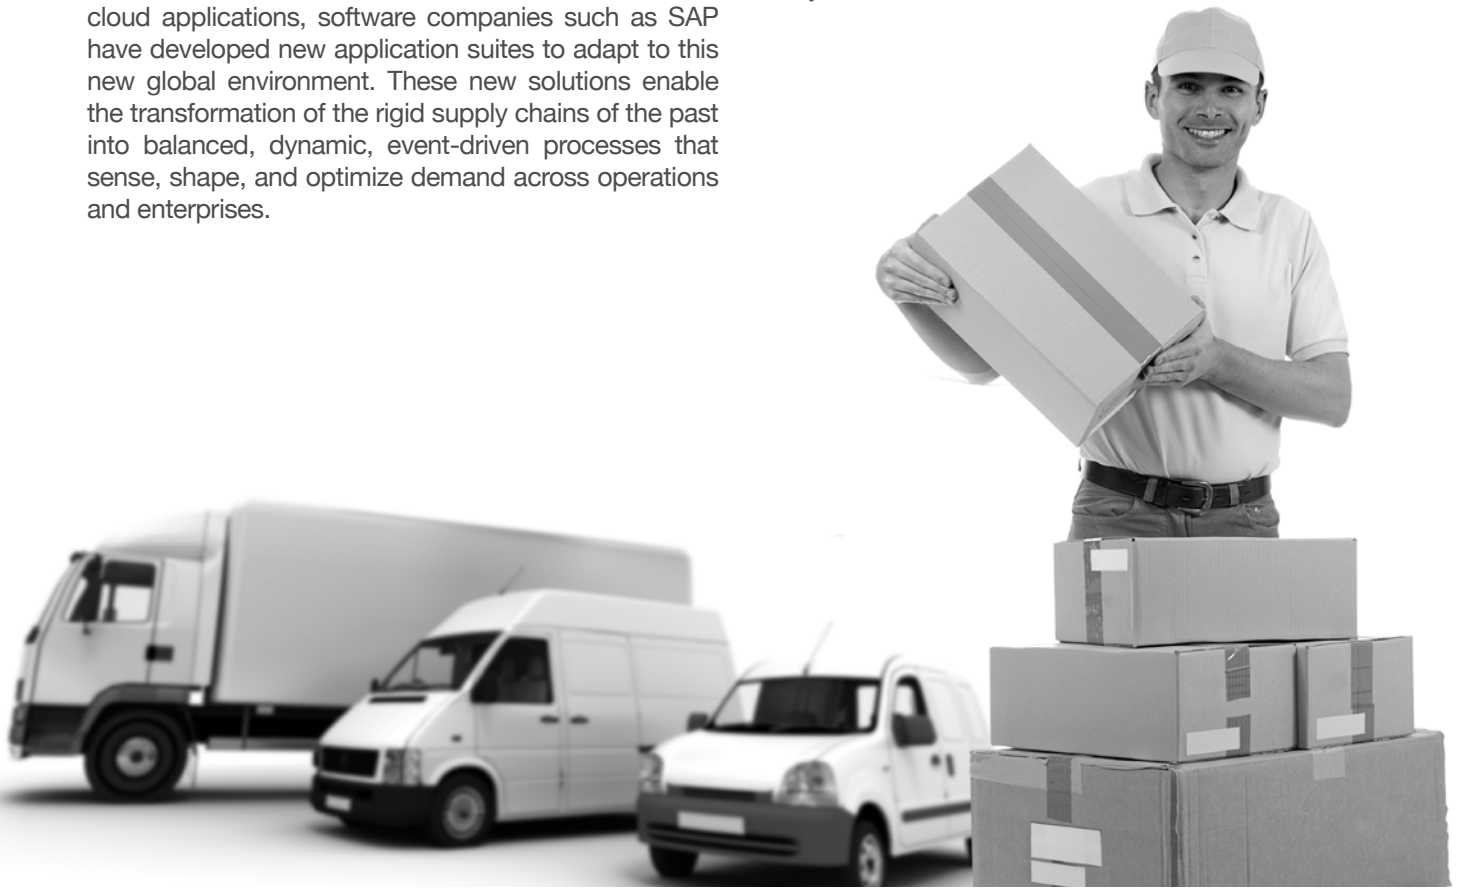 cloud applications, software companies such as SAP
have developed new application suites to adapt to this
new global environment. These new solutions enable
the transformation of the rigid supply chains of the past
into balanced, dynamic, event-driven processes that
sense, shape, and optimize demand across operations
and enterprises.